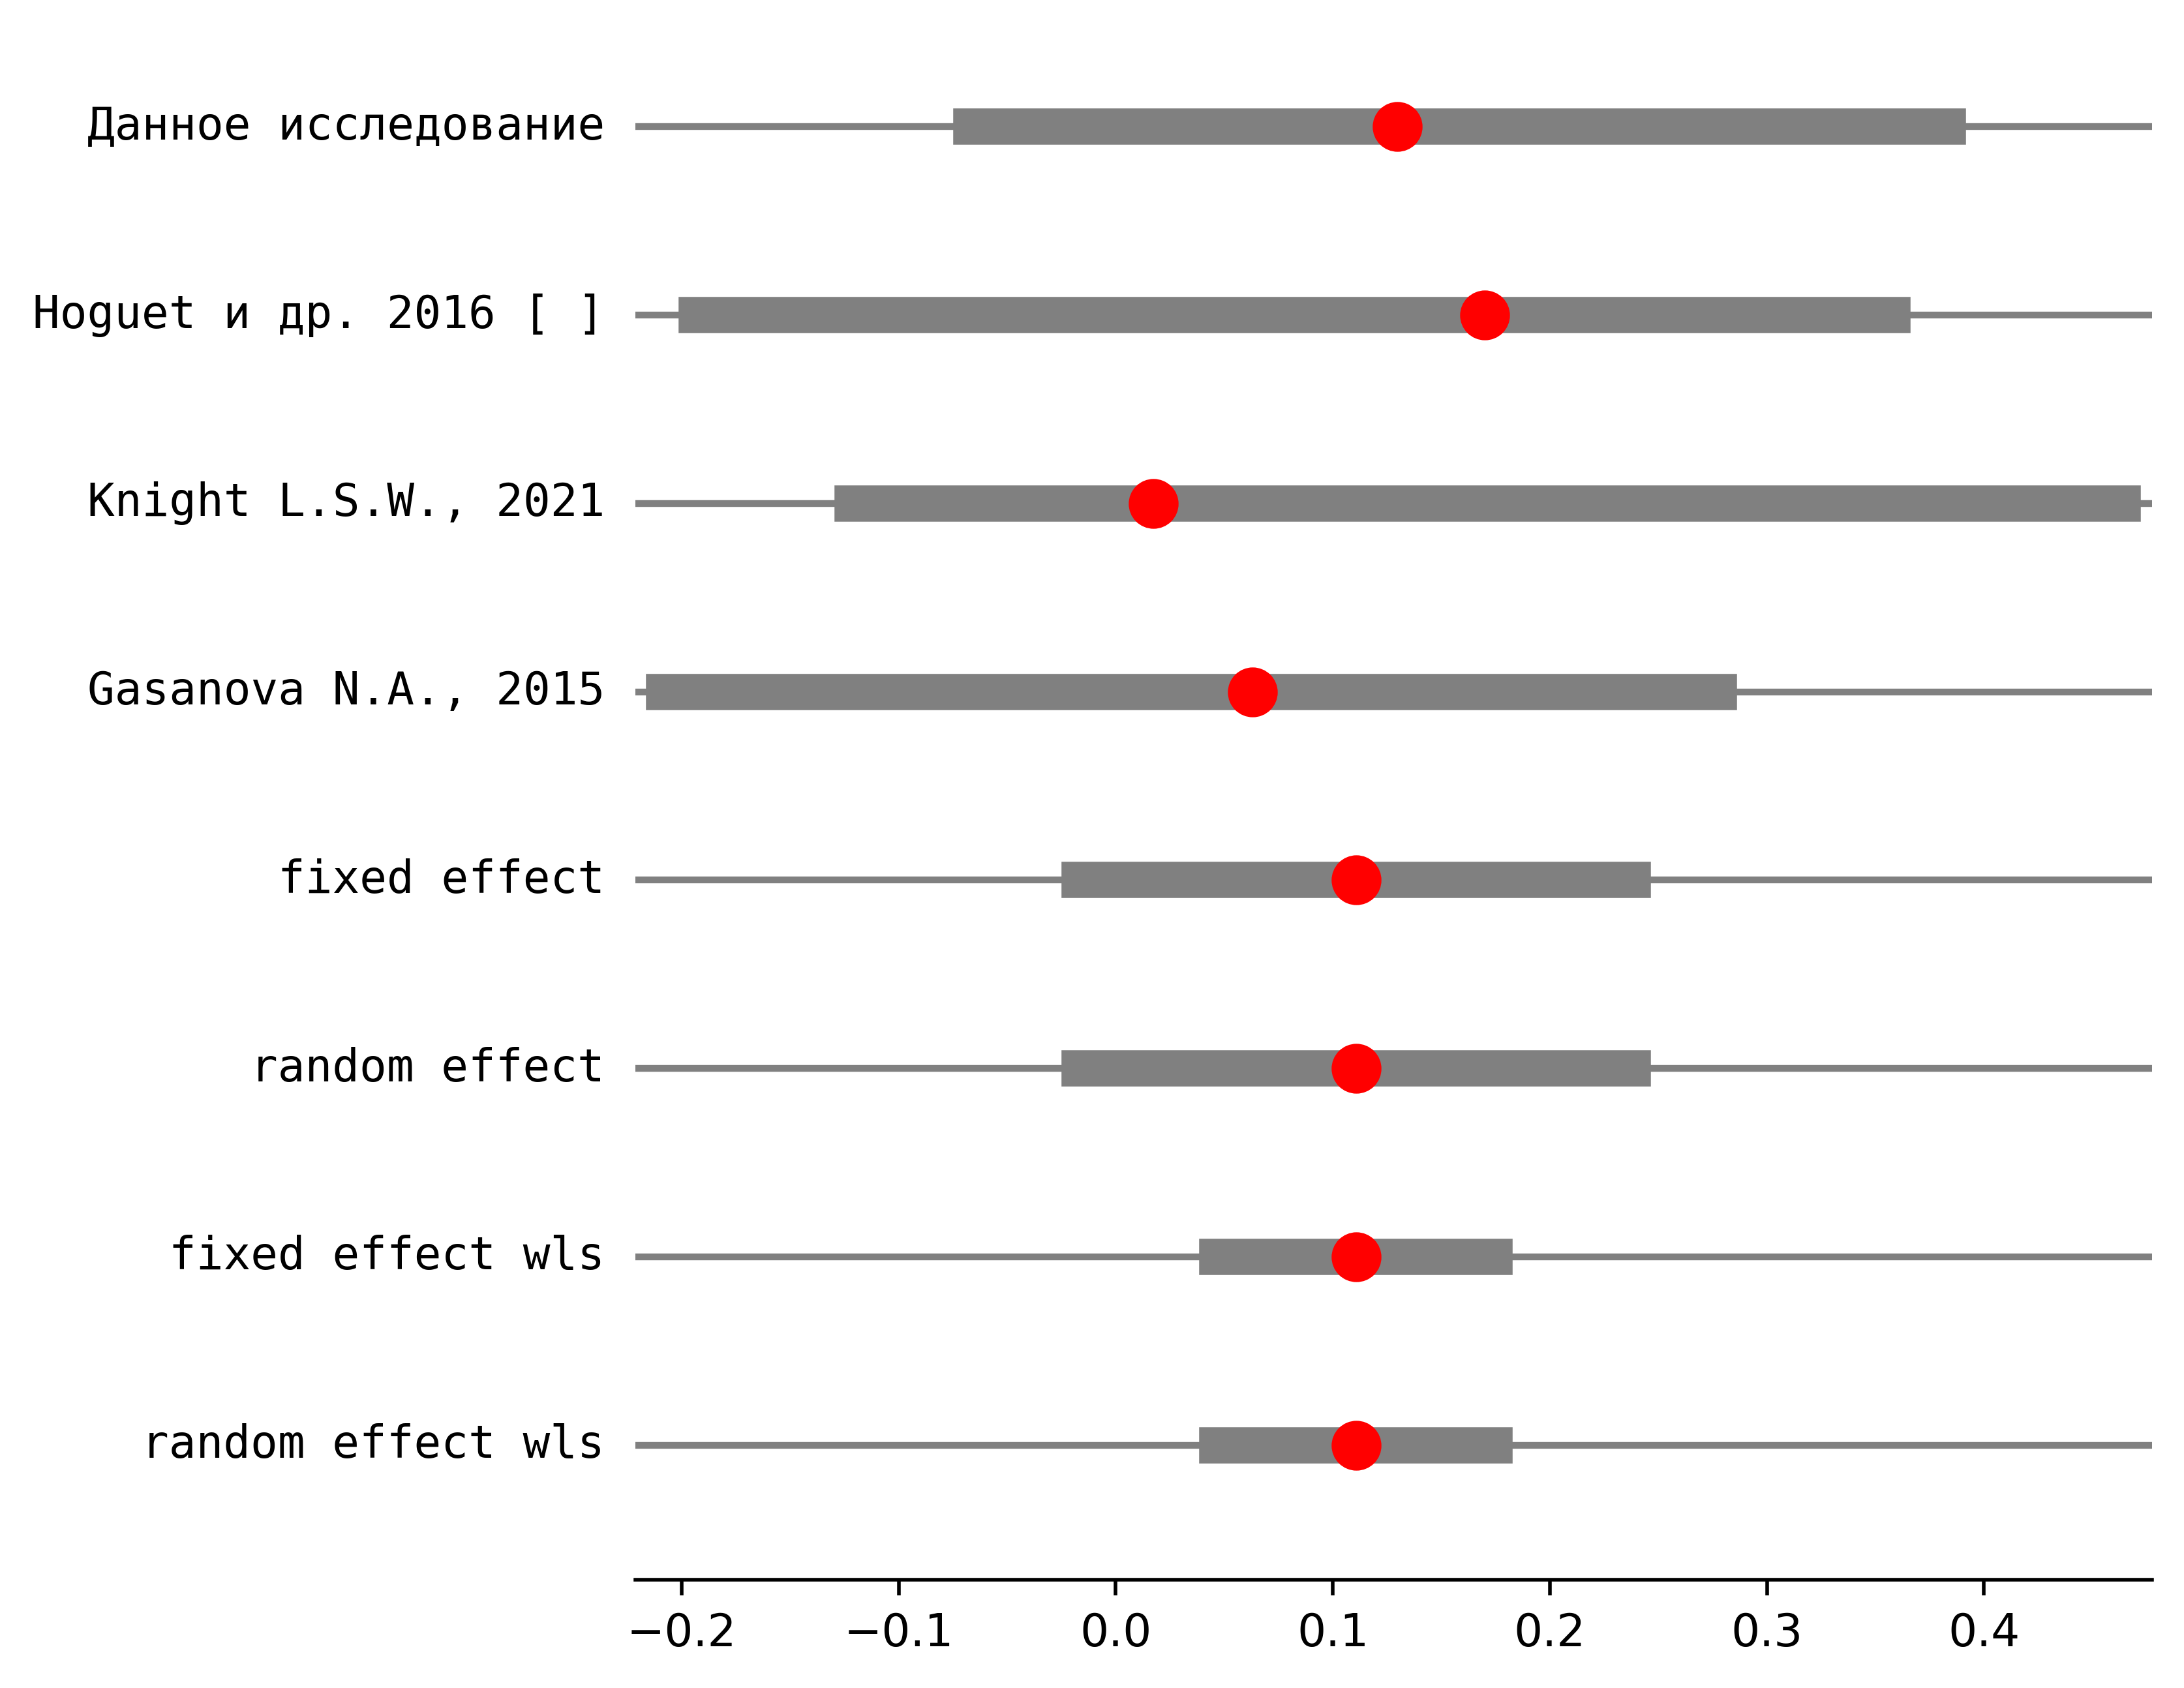 Данное исследование
Hoguet и др. 2016 [ ]
Knight L.S.W., 2021
Gasanova N.A., 2015
fixed effect
random effect
fixed effect wls
random effect wls
−0.2 −0.1 0.0 0.1 0.2 0.3 0.4